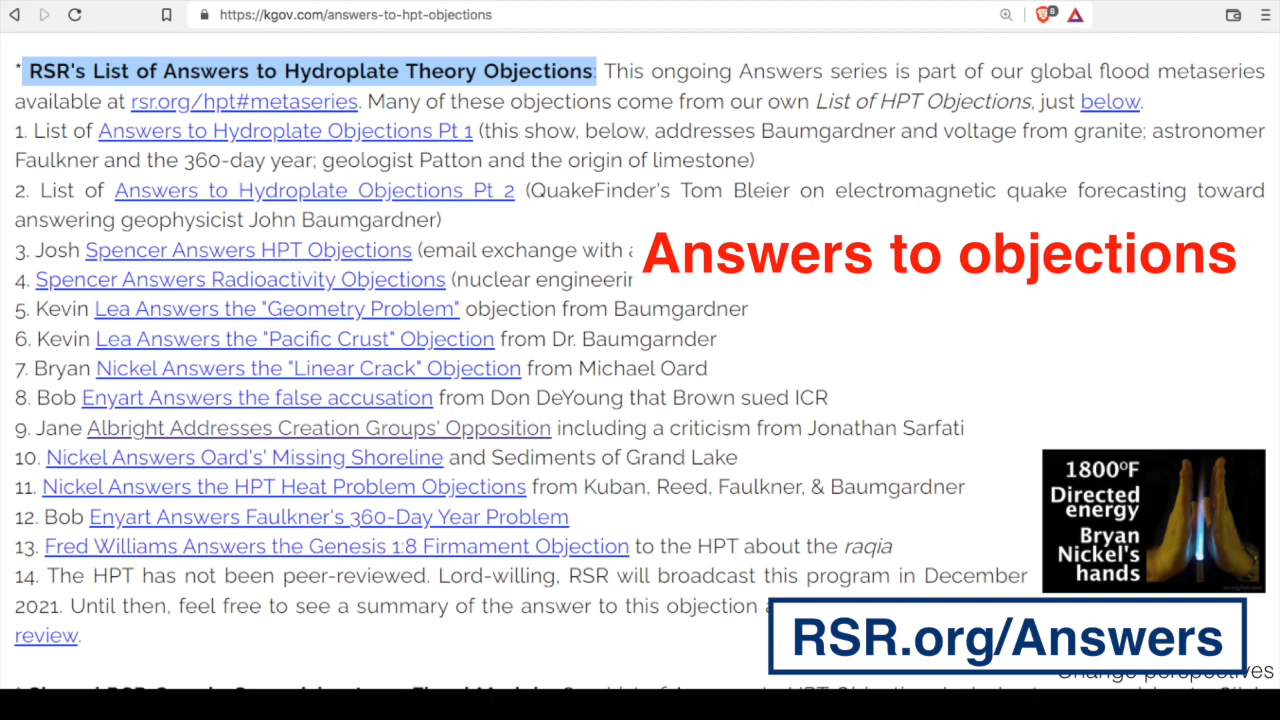 https://kgov.com/answers-to-hpt-objections
* RSR's List of Answers to Hydroplate Theory Objections: This ongoing Answers series is part of our global flood metaseries
available at rsr.org/hpt#metaseries. Many of these objections come from our own List of HPT Objections, just below.
1. List of Answers to Hydroplate Objections Pt 1 (this show, below, addresses Baumgardner and voltage from granite; astronomer
Faulkner and the 360-day year; geologist Patton and the origin of limestone)
2. List of Answers to Hydroplate Objections Pt 2 (QuakeFinder's Tom Bleier on electromagnetic quake forecasting toward
answering geophysicist John Baumgardner)
3. Josh Spencer Answers HPT Objections (email exchange with
Answers to objections
4. Spencer Answers Radioactivity Objections (nuclear
5. Kevin Lea Answers the "Geometry Problem" objection from Baumgardner
6. Kevin Lea Answers the "Pacific Crust" Objection from Dr. Baumgarnder
7. Bryan Nickel Answers the "Linear Crack" Objection from Michael Oard
8. Bob Enyart Answers the false accusation from Don DeYoung that Brown sued ICR
9. Jane Albright Addresses Creation Groups' Opposition including a criticism from Jonathan Sarfati
10. Nickel Answers Oard's' Missing Shoreline and Sediments of Grand Lake
11. Nickel Answers the HPT Heat Problem Objections from Kuban, Reed, Faulkner, & Baumgardner
12. Bob Enyart Answers Faulkner's 360-Day Year Problem
13. Fred Williams Answers the Genesis 1:8 Firmament Objection to the HPT about the raqia
14. The HPT has not been peer-reviewed. Lord-willing, RSR will broadcast this program in December
2021. Until then, feel free to see a summary of the answer to this objection
review.
1800ºF
Directed
energy
Bryan
Nickel's
hands
RSR.org/Answers